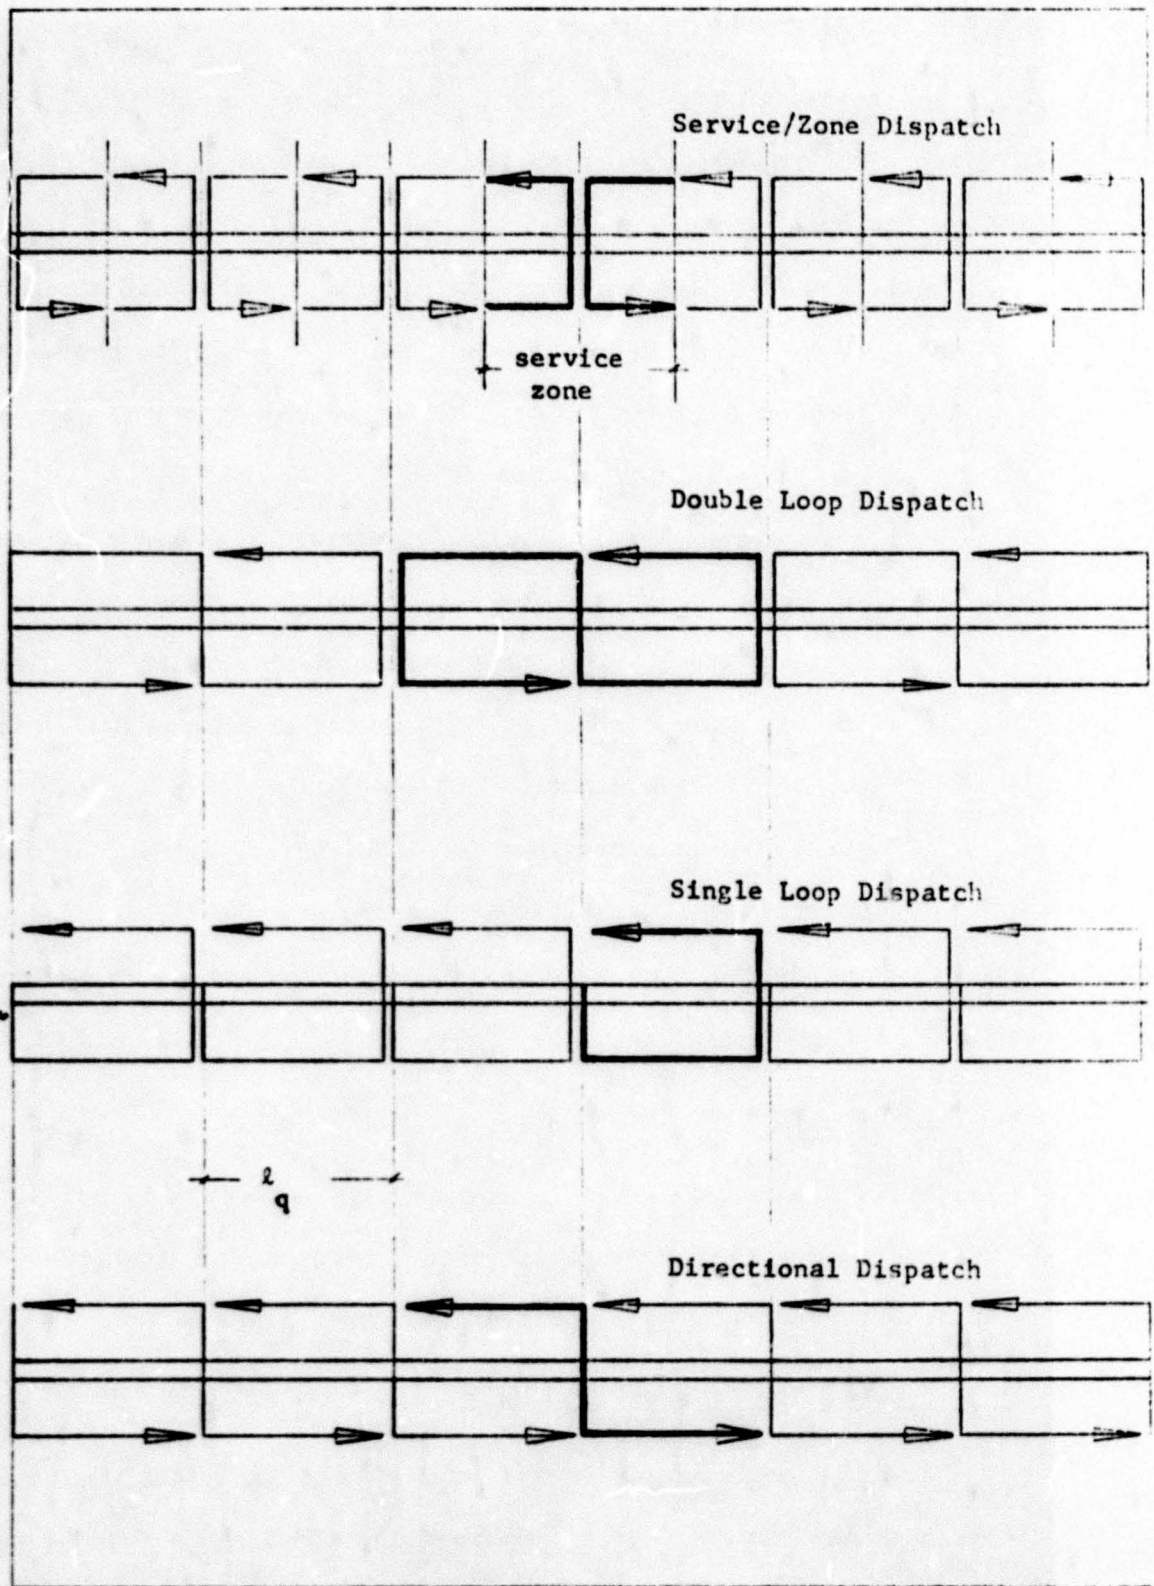 Service/Zone Dispatch
service
zone
Double Loop Dispatch
Single Loop Dispatch
ℓ
q
Directional Dispatch